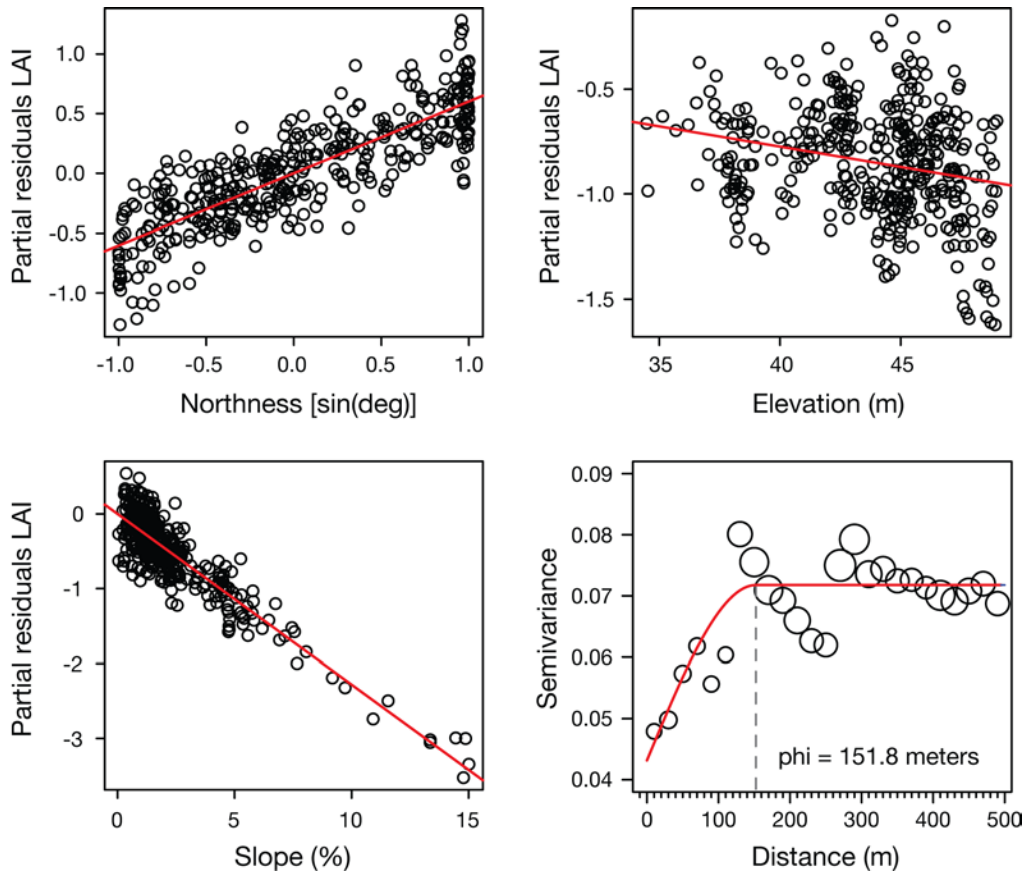 Partial residuals LAI
1.0
0.5
0.0
-0.5
-1.0
-1.0 -0.5 0.0 0.5 1.0
Northness [sin(deg)]
Partial residuals LAI
-0.5
-1.0
-1.5
35 40 45
Elevation (m)
Partial residuals LAI
0
-1
-2
-3
0 5 10 15
Slope (%)
Semivariance
0.09
0.08
0.07
0.06
0.05
0.04
phi = 151.8 meters
0 100 200 300 400 500
Distance (m)